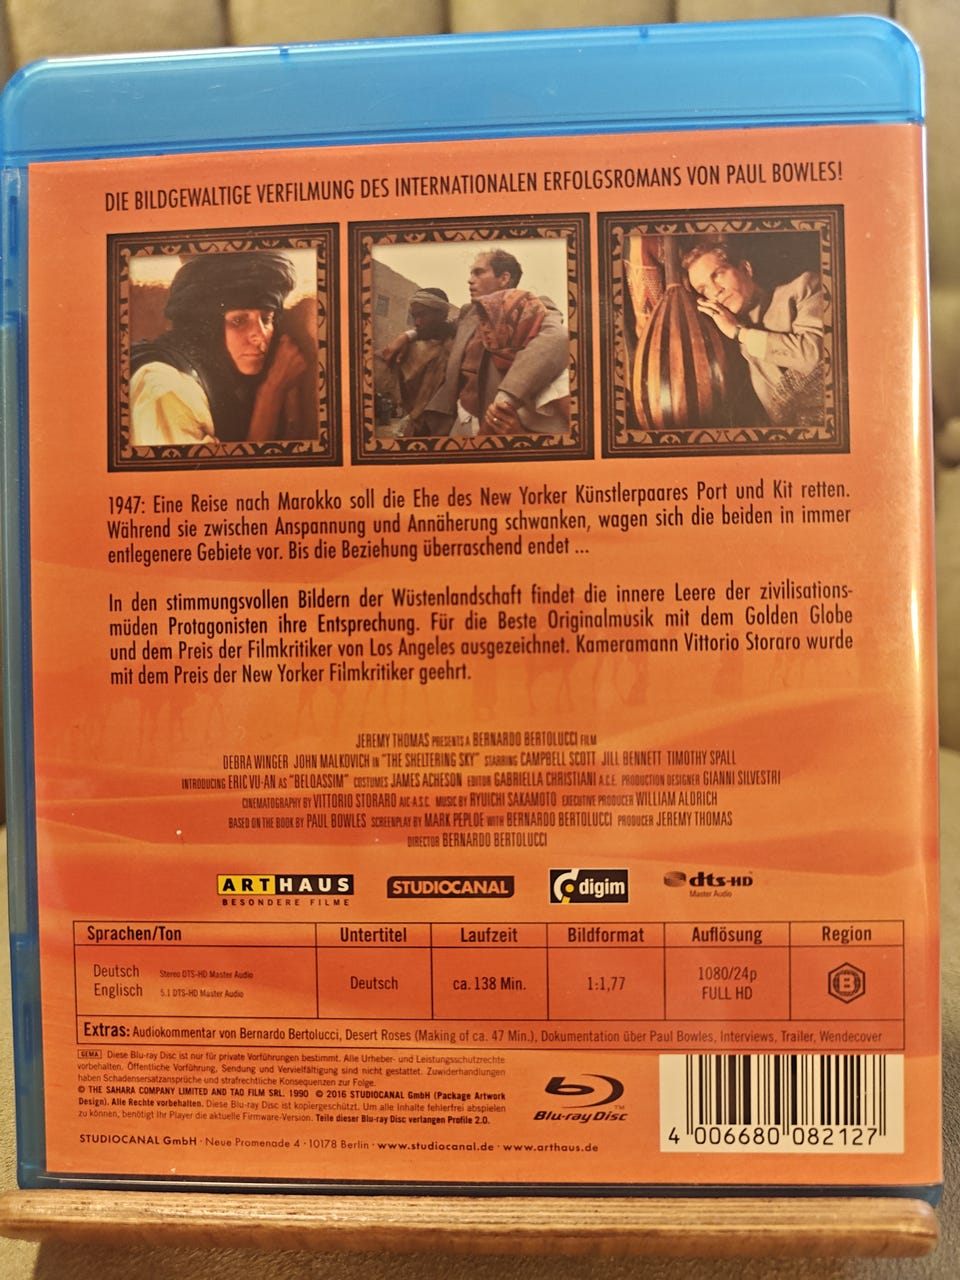 DIE BILDGEWALTIGE VERFILMUNG DES INTERNATIONALEN ERFOLGSROMANS VON PAUL BOWLES!
1947: Eine Reise nach Marokko soll die Ehe des New Yorker Künstlerpaares Port und Kit retten.
Während sie zwischen Anspannung und Annäherung schwanken, wagen sich die beiden in immer
entlegenere Gebiete vor. Bis die Beziehung überraschend endet ...
In den stimmungsvollen Bildern der Wüstenlandschaft findet die innere Leere der zivilisations-
müden Protagonisten ihre Entsprechung. Für die Beste Originalmusik mit dem Golden Globe
und dem Preis der Filmkritiker von Los Angeles ausgezeichnet. Kameramann Vittorio Storaro wurde
mit dem Preis der New Yorker Filmkritiker geehrt.
JEREMY THOMAS PRESENTS A BERNARDO BERTOLUCCI FILM
DEBRA WINGER JOHN MALKOVICH IN "THE SHELTERING SKY" STARRING CAMPBELL SCOTT JILL BENNETT TIMOTHY SPALL
INTRODUCING ERIC VU-AN AS "BELQASSIM" COSTUMES JAMES ACHESON EDITOR GABRIELLA CHRISTIANI A.C.E. PRODUCTION DESIGNER GIANNI SILVESTRI
CINEMATOGRAPHY BY VITTORIO STORARO AIC-A.S.C. MUSIC BY RYUICHI SAKAMOTO EXECUTIVE PRODUCER WILLIAM ALDRICH
BASED ON THE BOOK BY PAUL BOWLES SCREENPLAY BY MARK PEPLOE WITH BERNARDO BERTOLUCCI PRODUCER JEREMY THOMAS
DIRECTOR BERNARDO BERTOLUCCI
ARTHAUS STUDIOCANAL digim dts-HD
BESONDERE FILME Master Audio
Sprachen/Ton Untertitel Laufzeit Bildformat Auflösung Region
Deutsch Stereo DTS-HD Master Audio Deutsch ca. 138 Min. 1:1,77 1080/24p B
Englisch 5.1 DTS-HD Master Audio FULL HD
Extras: Audiokommentar von Bernardo Bertolucci, Desert Roses (Making of ca. 47 Min.), Dokumentation über Paul Bowles, Interviews, Trailer, Wendecover
GEMA Diese Blu-ray Disc ist nur für private Vorführungen bestimmt. Alle Urheber- und Leistungsschutzrechte
vorbehalten. Öffentliche Vorführung, Sendung und Vervielfältigung sind nicht gestattet. Zuwiderhandlungen
haben Schadensersatzansprüche und strafrechtliche Konsequenzen zur Folge.
© THE SAHARA COMPANY LIMITED AND TAO FILM SRL. 1990 © 2016 STUDIOCANAL GmbH (Package Artwork
Design). Alle Rechte vorbehalten. Diese Blu-ray Disc ist kopiergeschützt. Um alle Inhalte fehlerfrei abspielen
zu können, benötigt Ihr Player die aktuelle Firmware-Version. Teile dieser Blu-ray Disc verlangen Profile 2.0.
STUDIOCANAL GmbH · Neue Promenade 4 · 10178 Berlin · www.studiocanal.de · www.arthaus.de
Blu-ray Disc™
4 006680 082127